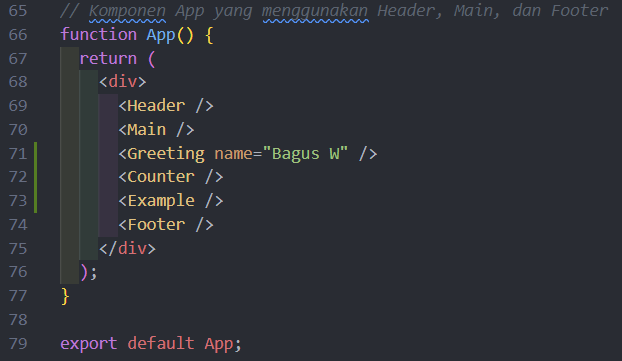 65 // Komponen App yang menggunakan Header, Main, dan Footer
66 function App() {
67   return (
68     <div>
69       <Header />
70       <Main />
71       <Greeting name="Bagus W" />
72       <Counter />
73       <Example />
74       <Footer />
75     </div>
76   );
77 }
78
79 export default App;